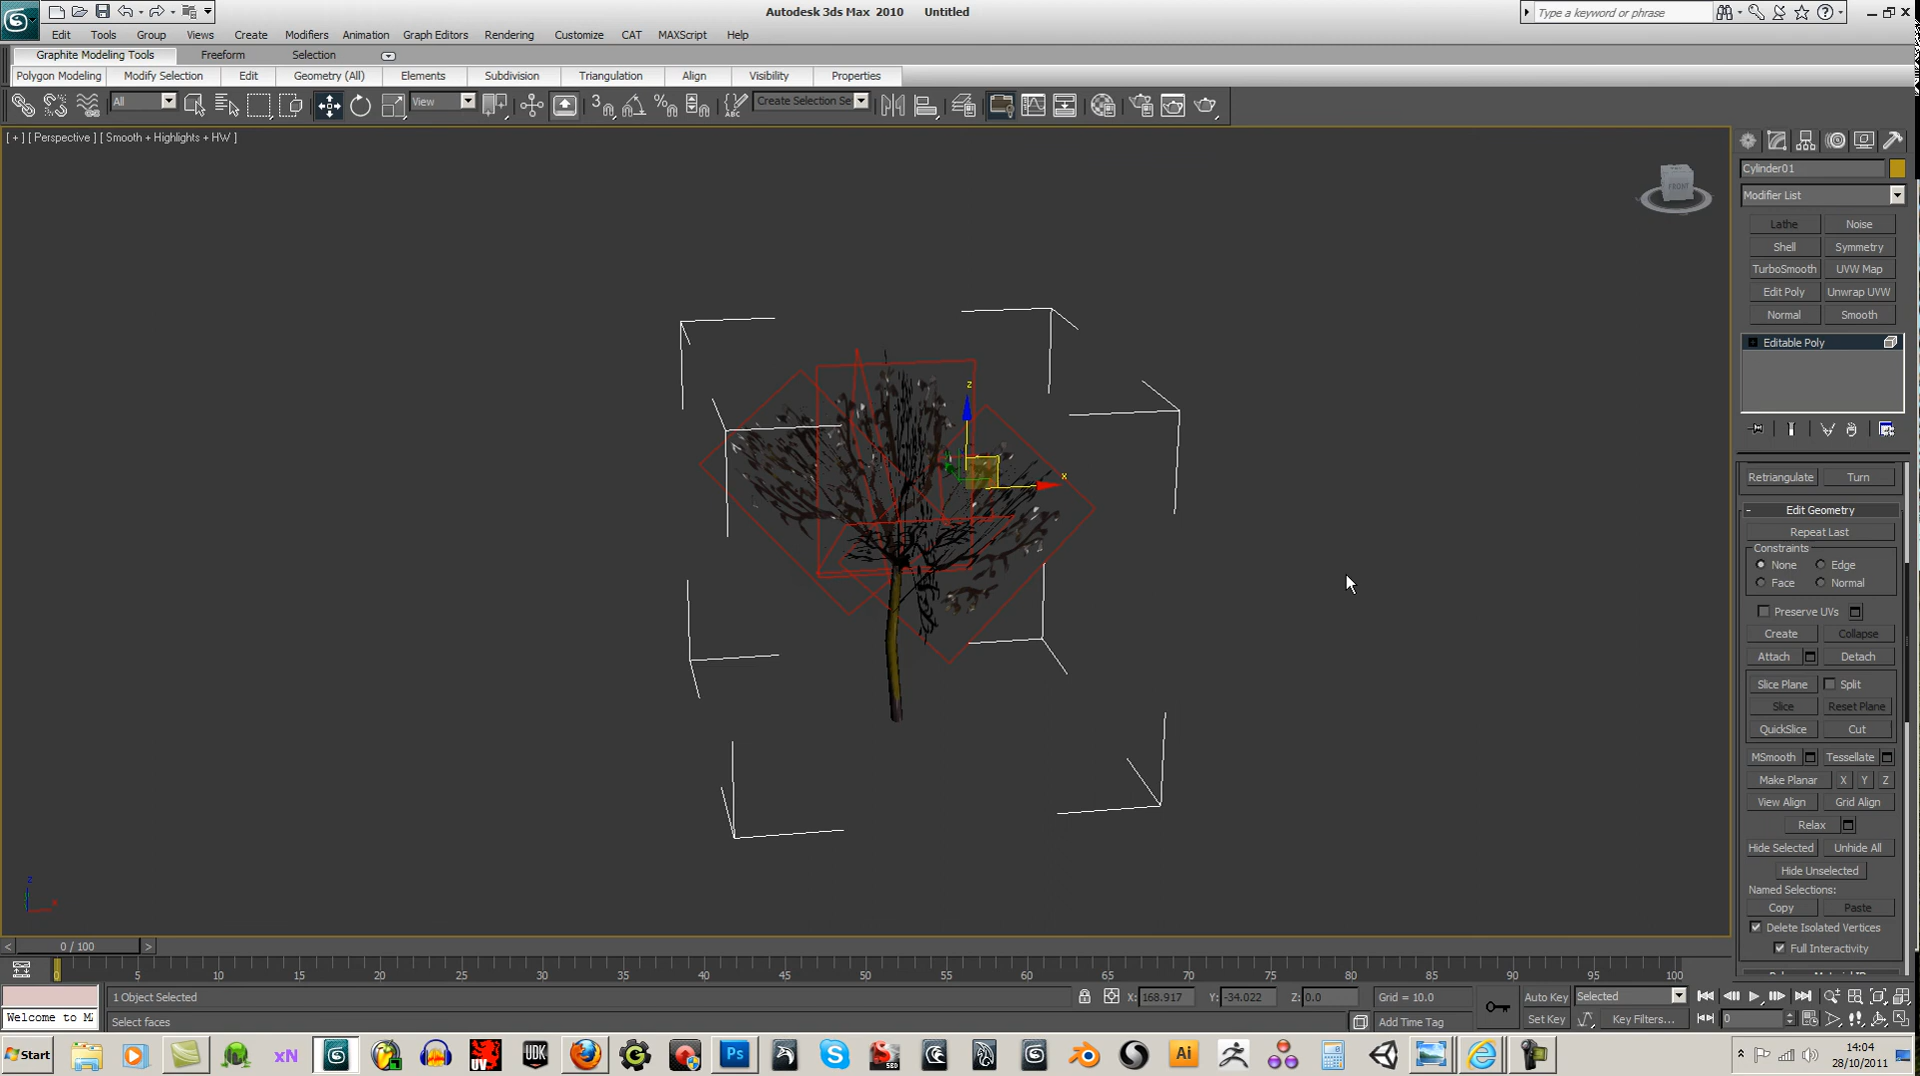 Autodesk 3ds Max 2010 Untitled
Type a keyword or phrase
Edit Tools Group Views Create Modifiers Animation Graph Editors Rendering Customize CAT MAXScript Help
Graphite Modeling Tools Freeform Selection
Polygon Modeling Modify Selection Edit Geometry (All) Elements Subdivision Triangulation Align Visibility Properties
All View 3 Create Selection Se
[ + ] [ Perspective ] [ Smooth + Highlights + HW ]
FRONT
Cylinder01
Modifier List
Lathe Noise
Shell Symmetry
TurboSmooth UVW Map
Edit Poly Unwrap UVW
Normal Smooth
Editable Poly
z
x
Retriangulate Turn
- Edit Geometry
Repeat Last
Constraints
None Edge
Face Normal
Preserve UVs
Create Collapse
Attach Detach
Slice Plane Split
Slice Reset Plane
QuickSlice Cut
MSmooth Tessellate
Make Planar X Y Z
View Align Grid Align
Relax
Hide Selected Unhide All
Hide Unselected
Named Selections:
Copy Paste
Delete Isolated Vertices
Full Interactivity
z
x
< 0 / 100 >
0 5 10 15 20 25 30 35 40 45 50 55 60 65 70 75 80 85 90 95 100
1 Object Selected X: 168.917 Y: -34.022 Z: 0.0 Grid = 10.0 Auto Key Selected
Welcome to M Select faces Add Time Tag Set Key Key Filters... 0
Start xN UV UDK Ps S SED Ai 14:04
28/10/2011